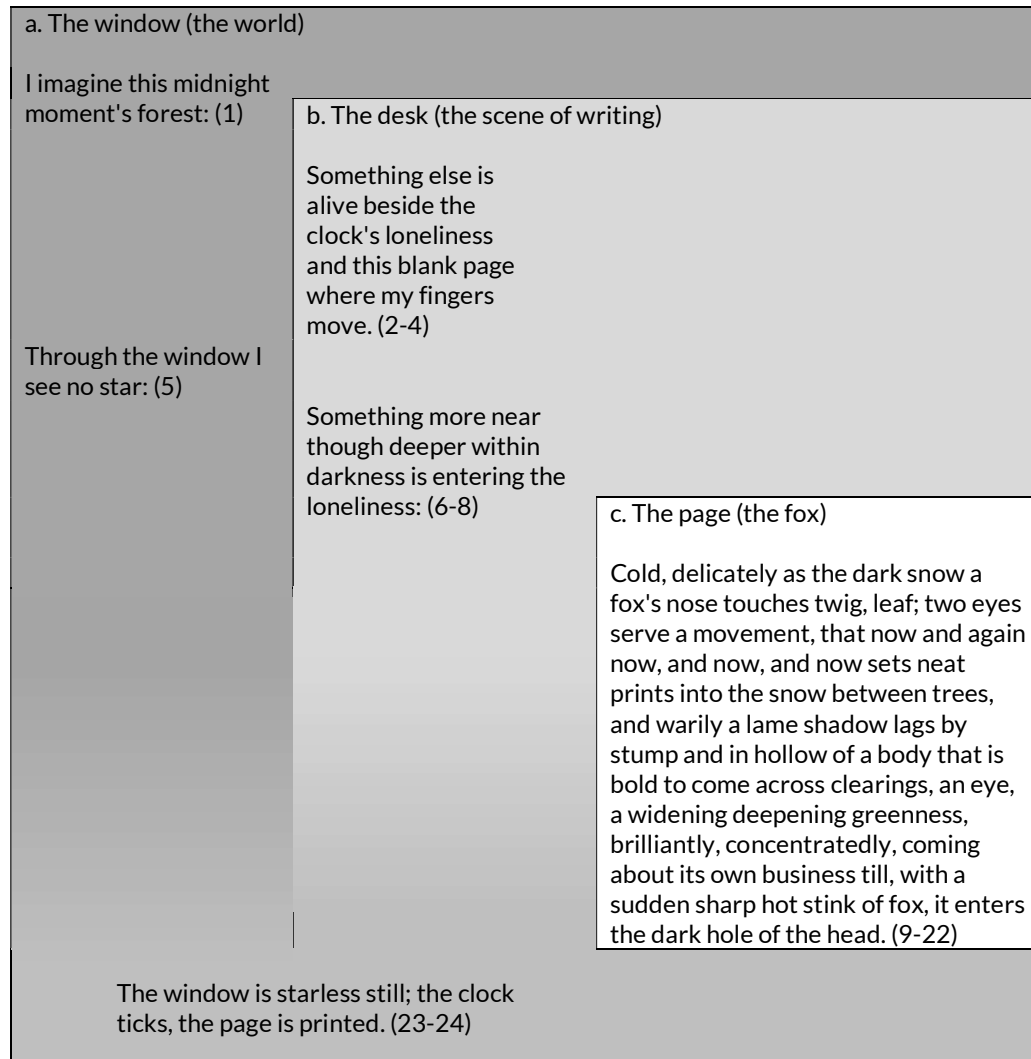 a. The window (the world)
I imagine this midnight
moment's forest: (1)
b. The desk (the scene of writing)
Something else is
alive beside the
clock's loneliness
and this blank page
where my fingers
move. (2-4)
Through the window I
see no star: (5)
Something more near
though deeper within
darkness is entering the
loneliness: (6-8)
c. The page (the fox)
Cold, delicately as the dark snow a
fox's nose touches twig, leaf; two eyes
serve a movement, that now and again
now, and now, and now sets neat
prints into the snow between trees,
and warily a lame shadow lags by
stump and in hollow of a body that is
bold to come across clearings, an eye,
a widening deepening greenness,
brilliantly, concentratedly, coming
about its own business till, with a
sudden sharp hot stink of fox, it enters
the dark hole of the head. (9-22)
The window is starless still; the clock
ticks, the page is printed. (23-24)